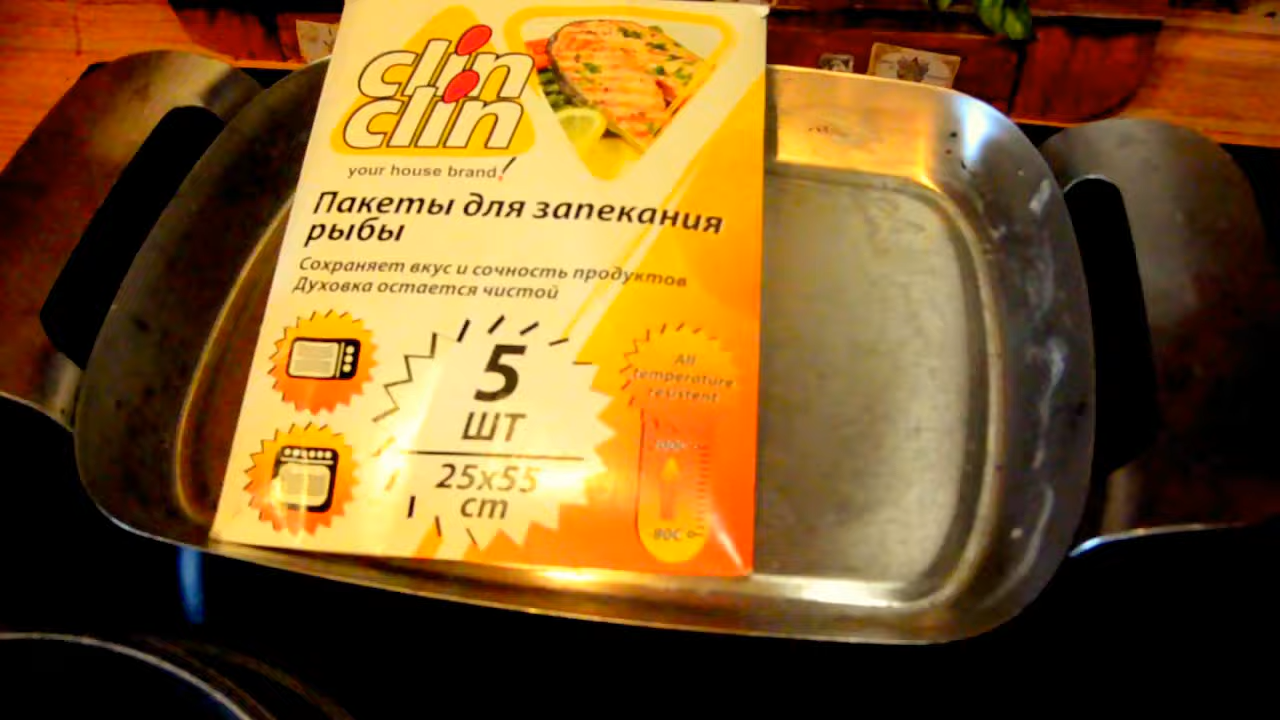 clin
clin
your house brand!
Пакеты для запекания
рыбы
Сохраняет вкус и сочность продуктов
Духовка остается чистой
5
шт
25x55
cm
All
temperature
resistent